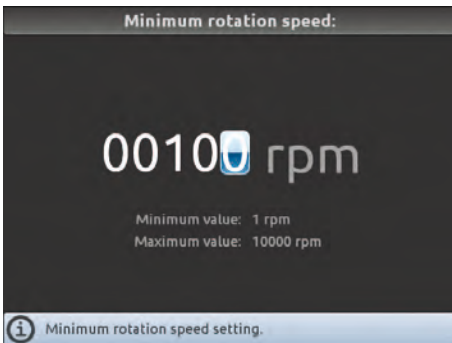 Minimum rotation speed:
00100 rpm
Minimum value: 1 rpm
Maximum value: 10000 rpm
Minimum rotation speed setting.